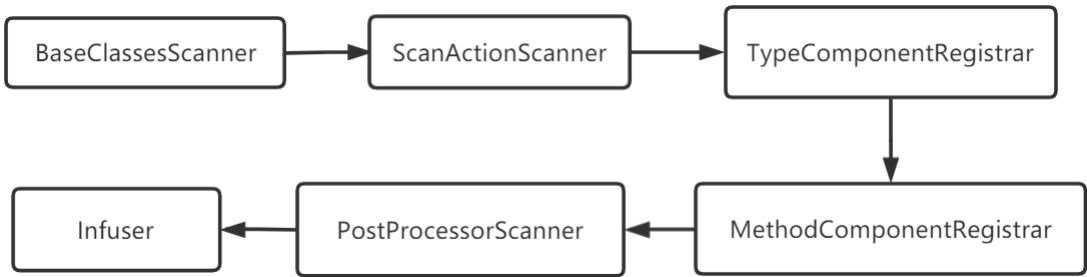 BaseClassesScanner
ScanActionScanner
TypeComponentRegistrar
MethodComponentRegistrar
PostProcessorScanner
Infuser